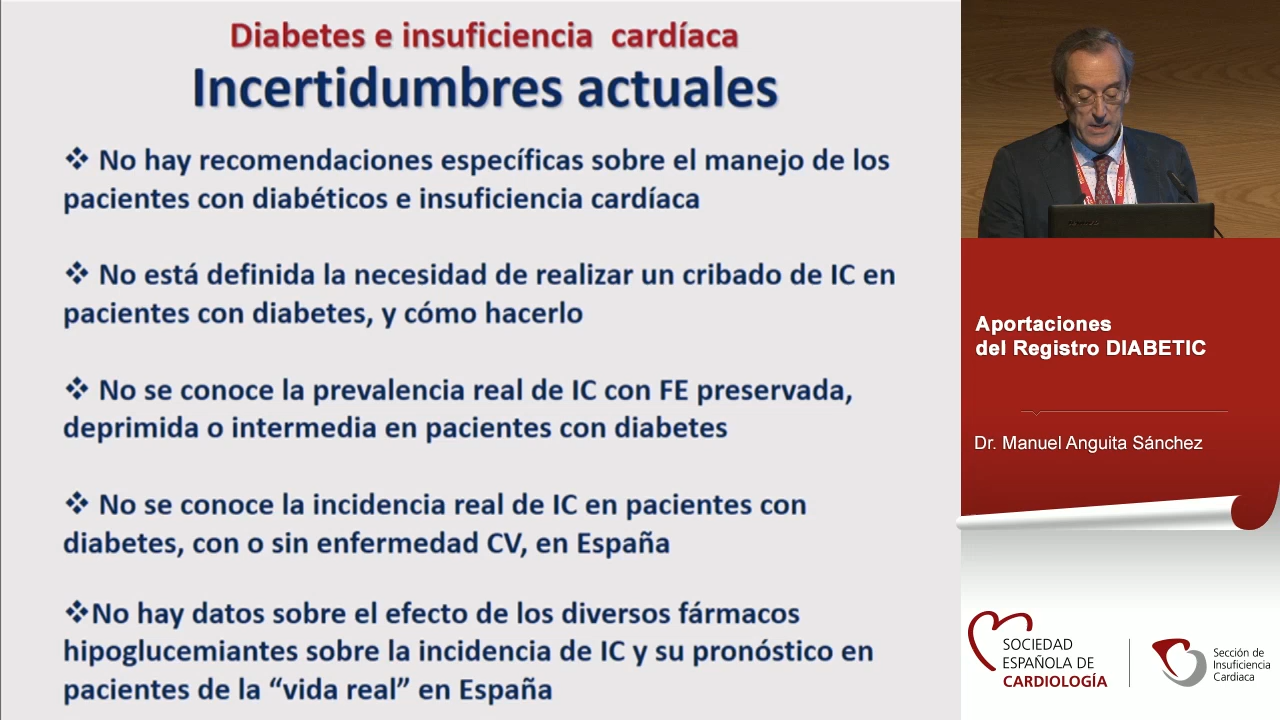 Diabetes e insuficiencia cardíaca
Incertidumbres actuales
❖ No hay recomendaciones específicas sobre el manejo de los
pacientes con diabéticos e insuficiencia cardíaca
❖ No está definida la necesidad de realizar un cribado de IC en
pacientes con diabetes, y cómo hacerlo
❖ No se conoce la prevalencia real de IC con FE preservada,
deprimida o intermedia en pacientes con diabetes
❖ No se conoce la incidencia real de IC en pacientes con
diabetes, con o sin enfermedad CV, en España
❖No hay datos sobre el efecto de los diversos fármacos
hipoglucemiantes sobre la incidencia de IC y su pronóstico en
pacientes de la “vida real” en España
Aportaciones
del Registro DIABETIC
Dr. Manuel Anguita Sánchez
SOCIEDAD
ESPAÑOLA DE
CARDIOLOGÍA
Sección de
Insuficiencia
Cardiaca